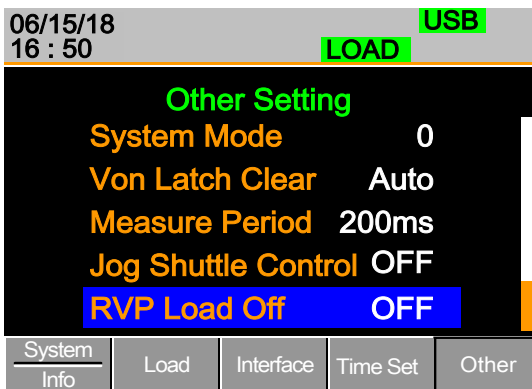 06/15/18 USB
16 : 50 LOAD
Other Setting
System Mode 0
Von Latch Clear Auto
Measure Period 200ms
Jog Shuttle Control OFF
RVP Load Off OFF
System
Info Load Interface Time Set Other